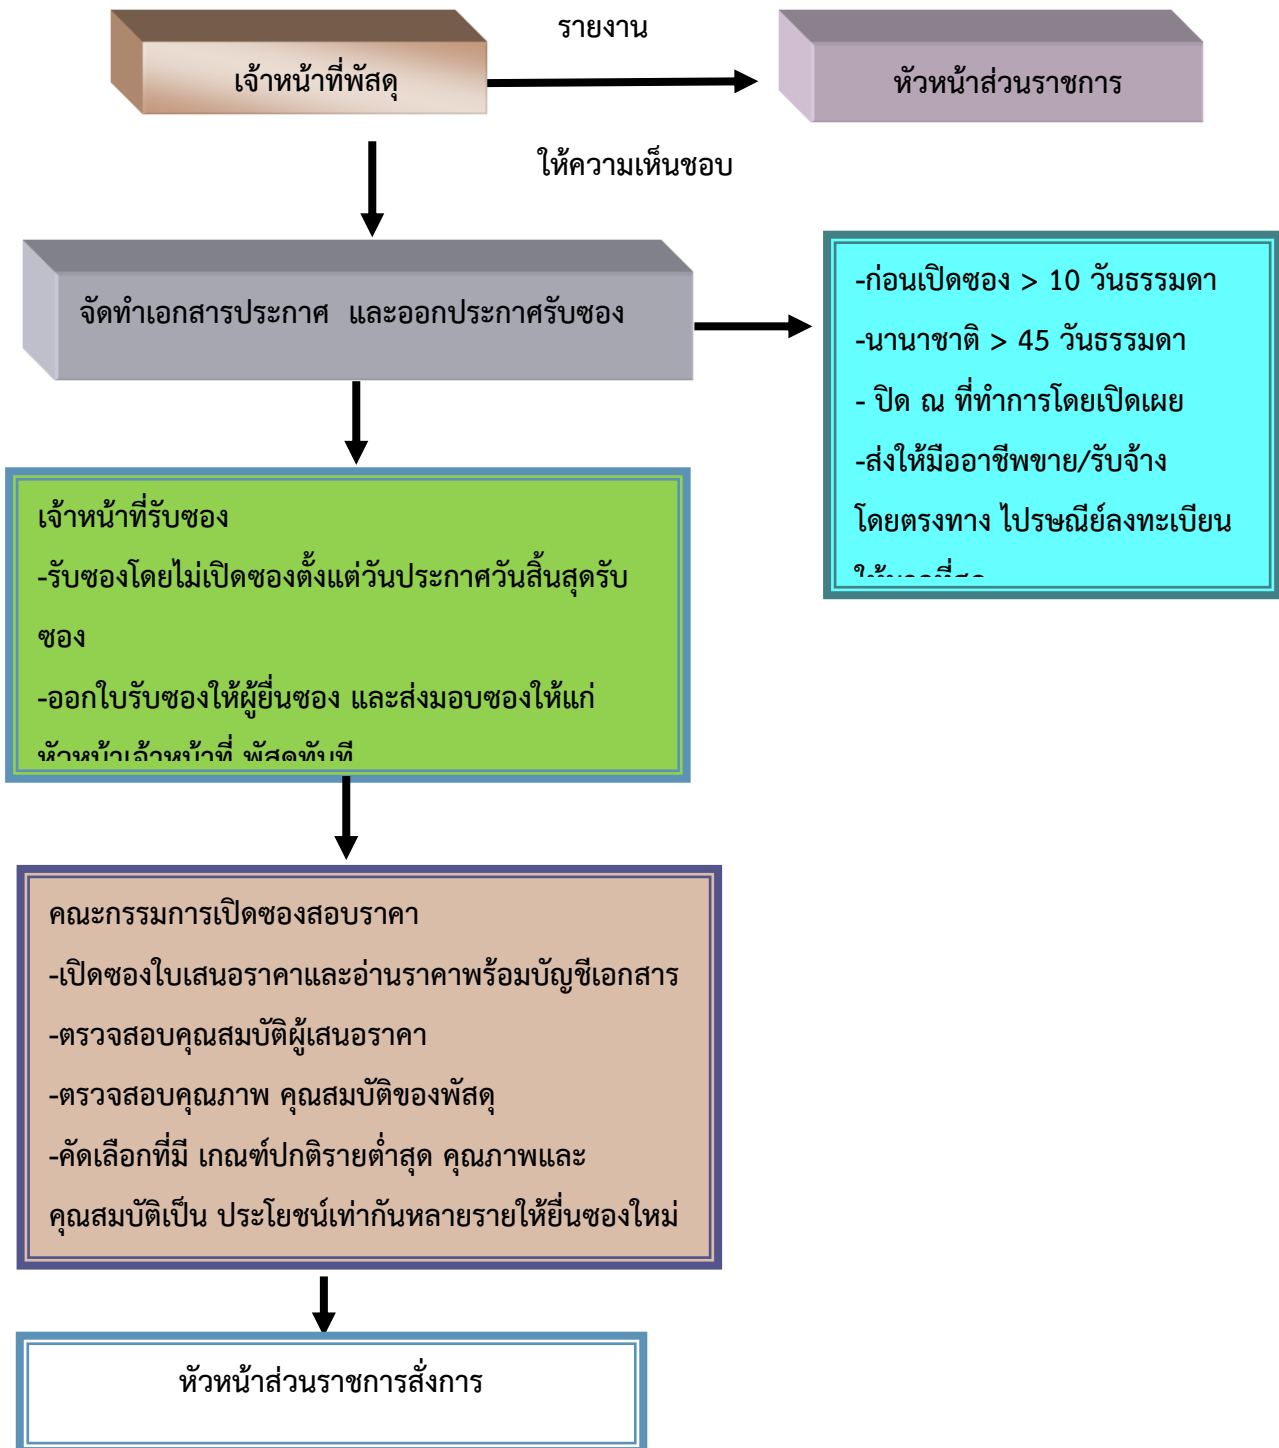 รายงาน
เจ้าหน้าที่พัสดุ
หัวหน้าส่วนราชการ
ให้ความเห็นชอบ
จัดทำเอกสารประกาศ และออกประกาศรับซอง
-ก่อนเปิดซอง > 10 วันธรรมดา
-นานาชาติ > 45 วันธรรมดา
- ปิด ณ ที่ทำการโดยเปิดเผย
-ส่งให้มืออาชีพขาย/รับจ้าง
โดยตรงทาง ไปรษณีย์ลงทะเบียน
เจ้าหน้าที่รับซอง
-รับซองโดยไม่เปิดซองตั้งแต่วันประกาศวันสิ้นสุดรับ
ซอง
-ออกใบรับซองให้ผู้ยื่นซอง และส่งมอบซองให้แก่
หัวหน้าเจ้าหน้าที่ พัสดุทันที
คณะกรรมการเปิดซองสอบราคา
-เปิดซองใบเสนอราคาและอ่านราคาพร้อมบัญชีเอกสาร
-ตรวจสอบคุณสมบัติผู้เสนอราคา
-ตรวจสอบคุณภาพ คุณสมบัติของพัสดุ
-คัดเลือกที่มี เกณฑ์ปกติรายต่ำสุด คุณภาพและ
คุณสมบัติเป็น ประโยชน์เท่ากันหลายรายให้ยื่นซองใหม่
หัวหน้าส่วนราชการสั่งการ